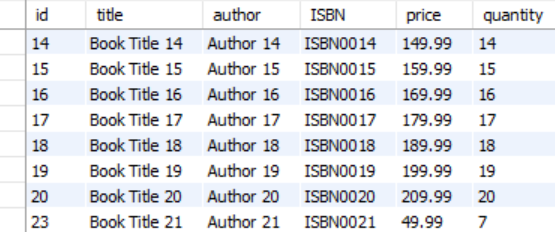 id title author ISBN price quantity
14 Book Title 14 Author 14 ISBN0014 149.99 14
15 Book Title 15 Author 15 ISBN0015 159.99 15
16 Book Title 16 Author 16 ISBN0016 169.99 16
17 Book Title 17 Author 17 ISBN0017 179.99 17
18 Book Title 18 Author 18 ISBN0018 189.99 18
19 Book Title 19 Author 19 ISBN0019 199.99 19
20 Book Title 20 Author 20 ISBN0020 209.99 20
23 Book Title 21 Author 21 ISBN0021 49.99 7